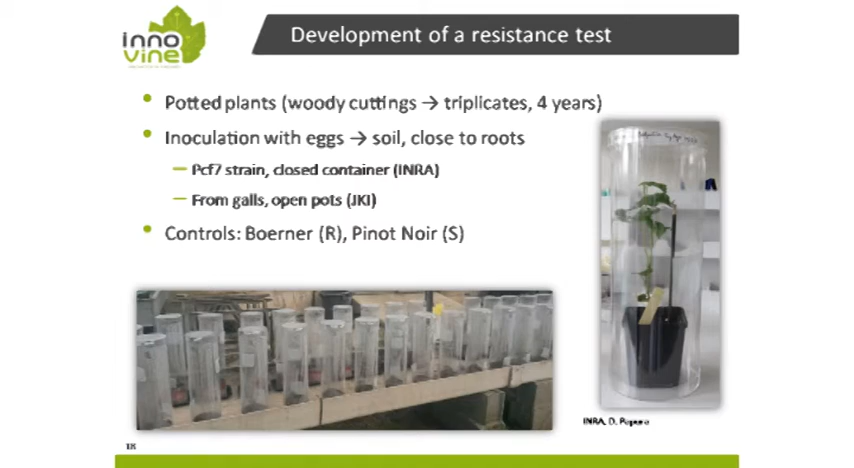 inno
vine
Development of a resistance test
• Potted plants (woody cuttings → triplicates, 4 years)
• Inoculation with eggs → soil, close to roots
– Pcf7 strain, closed container (INRA)
– From galls, open pots (JKI)
• Controls: Boerner (R), Pinot Noir (S)
INRA, D. Papura
18